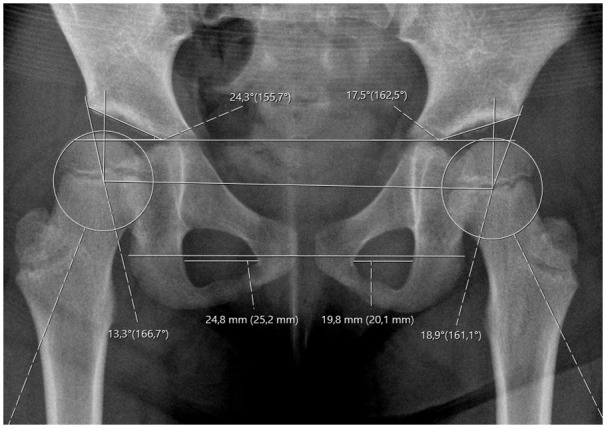 24,3°(155,7°)
17,5°(162,5°)
13,3°(166,7°)
24,8 mm (25,2 mm)
19,8 mm (20,1 mm)
18,9°(161,1°)